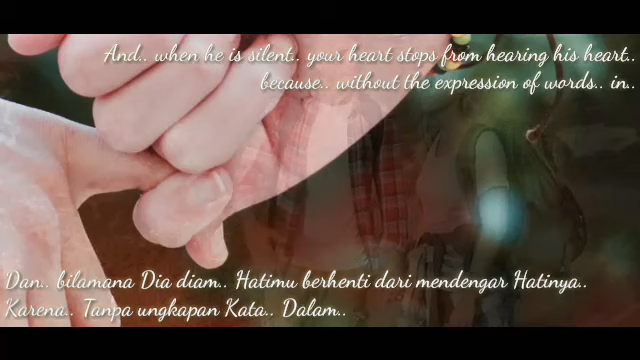 And.. when he is silent.. your heart stops from hearing his heart..
because.. without the expression of words.. in..
Dan.. bilamana Dia diam.. Hatimu berhenti dari mendengar Hatinya..
Karena.. Tanpa ungkapan Kata.. Dalam..